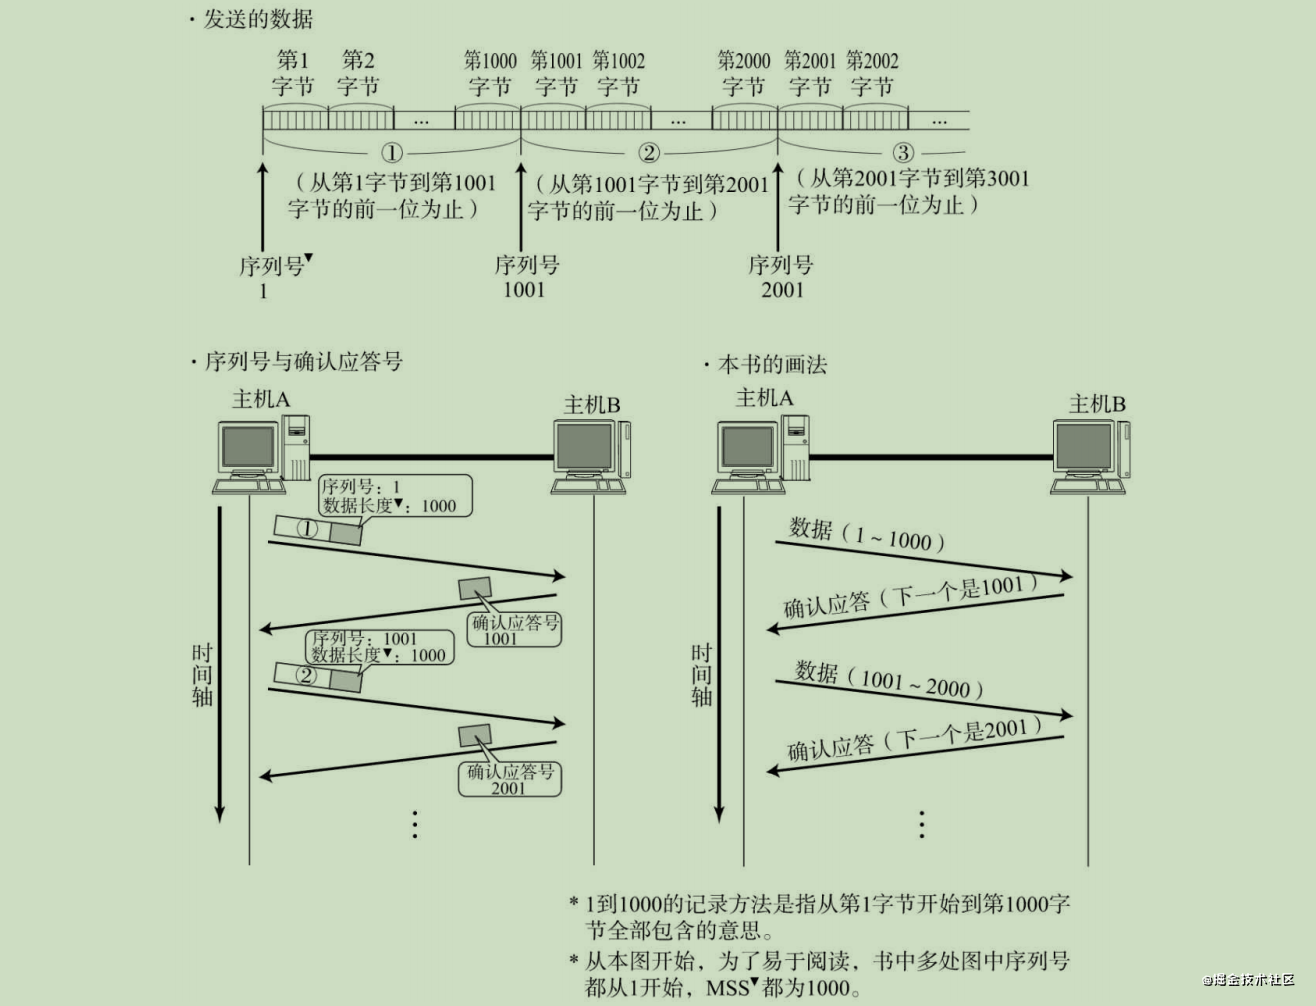 ·发送的数据
第1 第2 第1000 第1001 第1002 第2000 第2001 第2002
字节 字节 字节 字节 字节 字节 字节 字节
... ... ...
① ② ③
（从第1字节到第1001
字节的前一位为止）
（从第1001字节到第2001
字节的前一位为止）
（从第2001字节到第3001
字节的前一位为止）
序列号▼
1
序列号
1001
序列号
2001
·序列号与确认应答号
主机A
主机B
序列号：1
数据长度▼：1000
①
确认应答号
1001
序列号：1001
数据长度▼：1000
②
确认应答号
2001
时间轴
·本书的画法
主机A
主机B
数据（1～1000）
确认应答（下一个是1001）
数据（1001～2000）
确认应答（下一个是2001）
时间轴
* 1到1000的记录方法是指从第1字节开始到第1000字
节全部包含的意思。
* 从本图开始，为了易于阅读，书中多处图中序列号
都从1开始，MSS▼都为1000。
@掘金技术社区